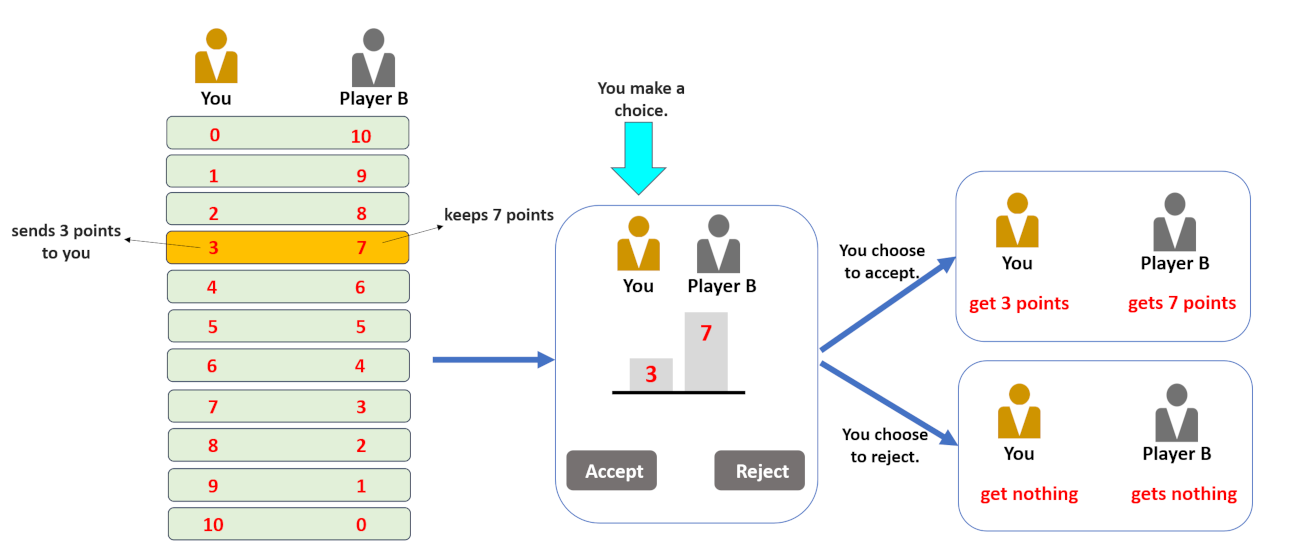 You Player B
0 10
1 9
2 8
3 7
4 6
5 5
6 4
7 3
8 2
9 1
10 0
sends 3 points
to you
keeps 7 points
You make a
choice.
You Player B
3 7
Accept Reject
You choose
to accept.
You Player B
get 3 points gets 7 points
You choose
to reject.
You Player B
get nothing gets nothing